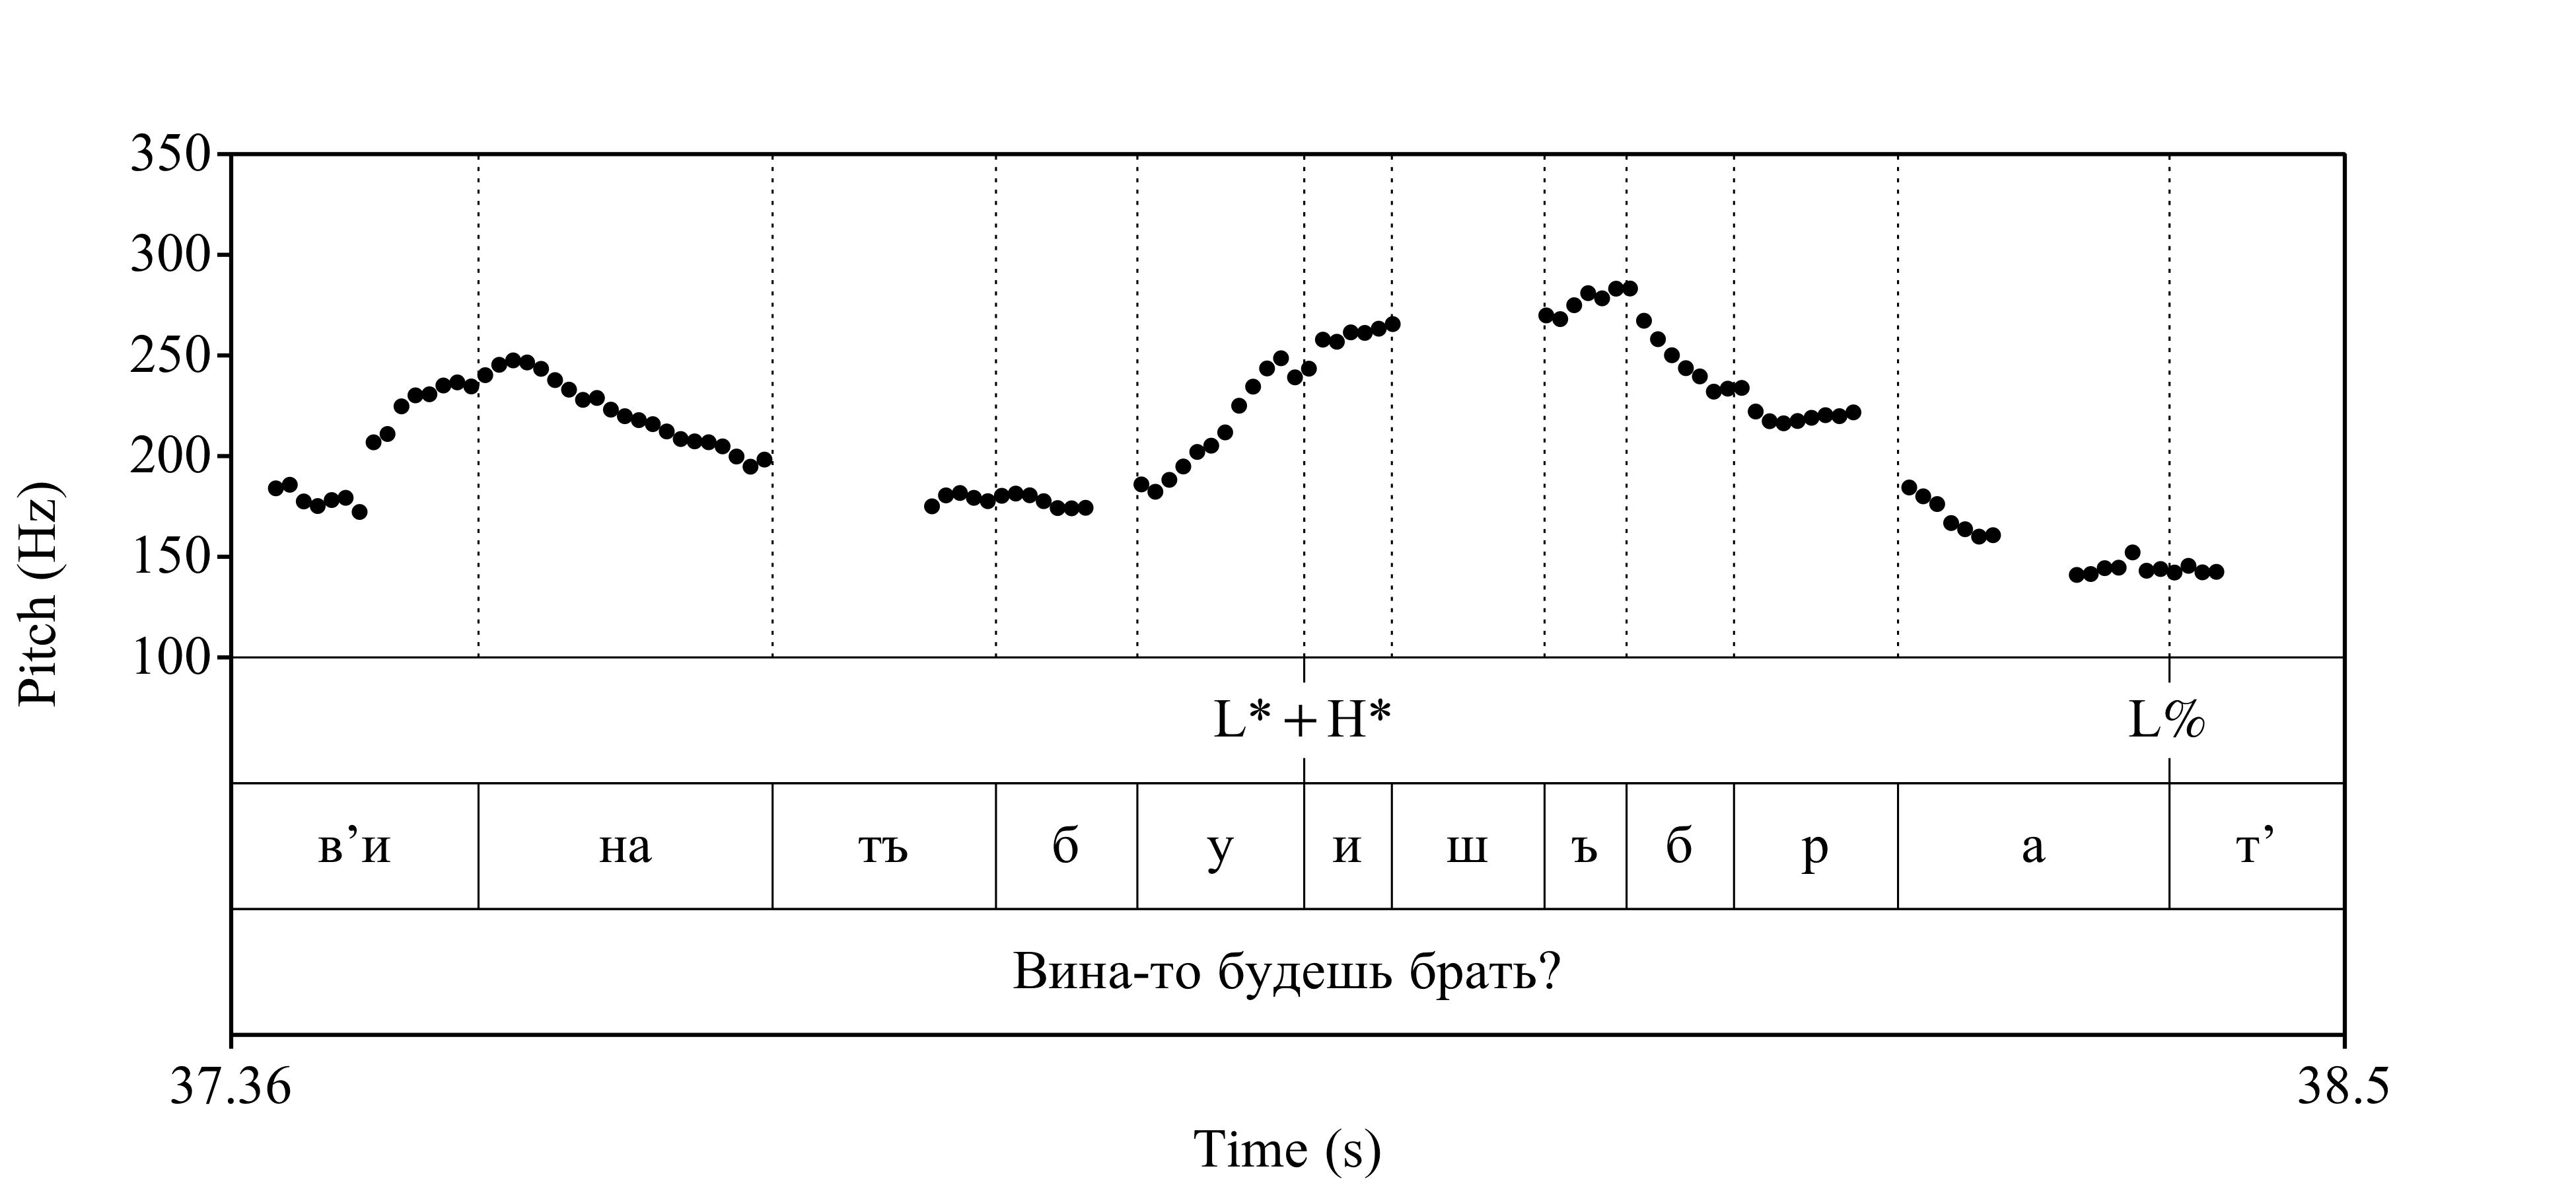 350
300
250
200
150
100
Pitch (Hz)
L*+H* L%
в’и на тъ б у и ш ъ б р а т’
Вина-то будешь брать?
37.36 38.5
Time (s)